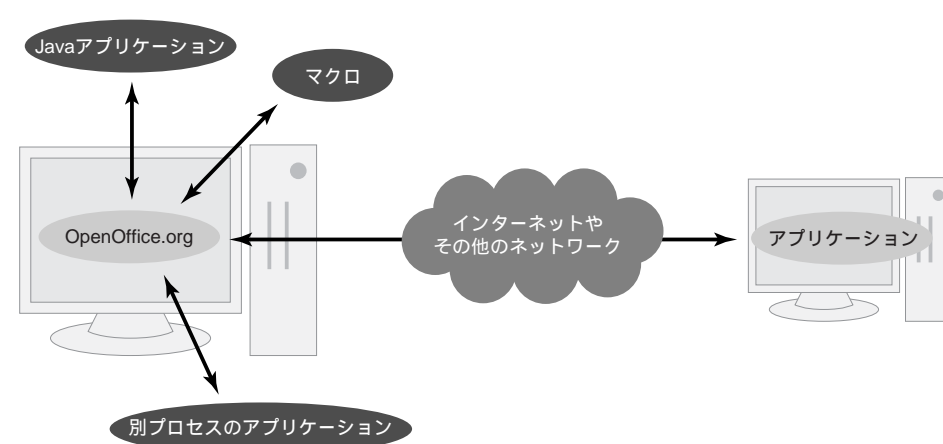 Javaアプリケーション
マクロ
OpenOffice.org
インターネットや
その他のネットワーク
アプリケーション
別プロセスのアプリケーション